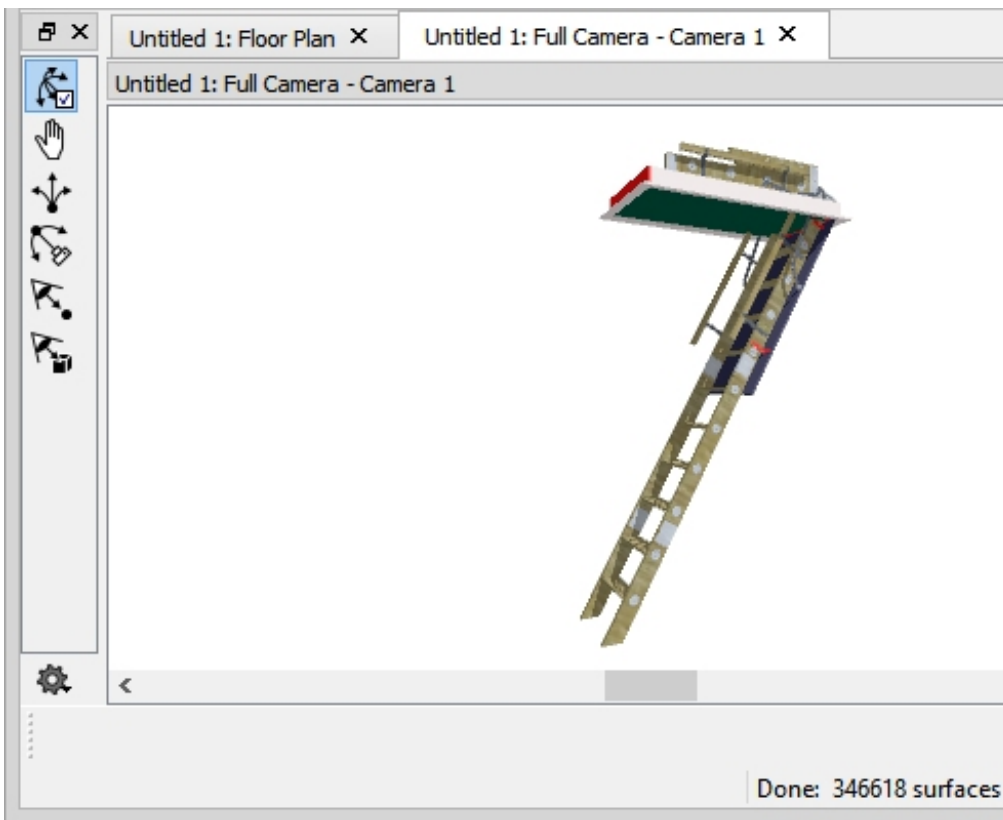 Untitled 1: Floor Plan
Untitled 1: Full Camera - Camera 1
Untitled 1: Full Camera - Camera 1
Done: 346618 surfaces